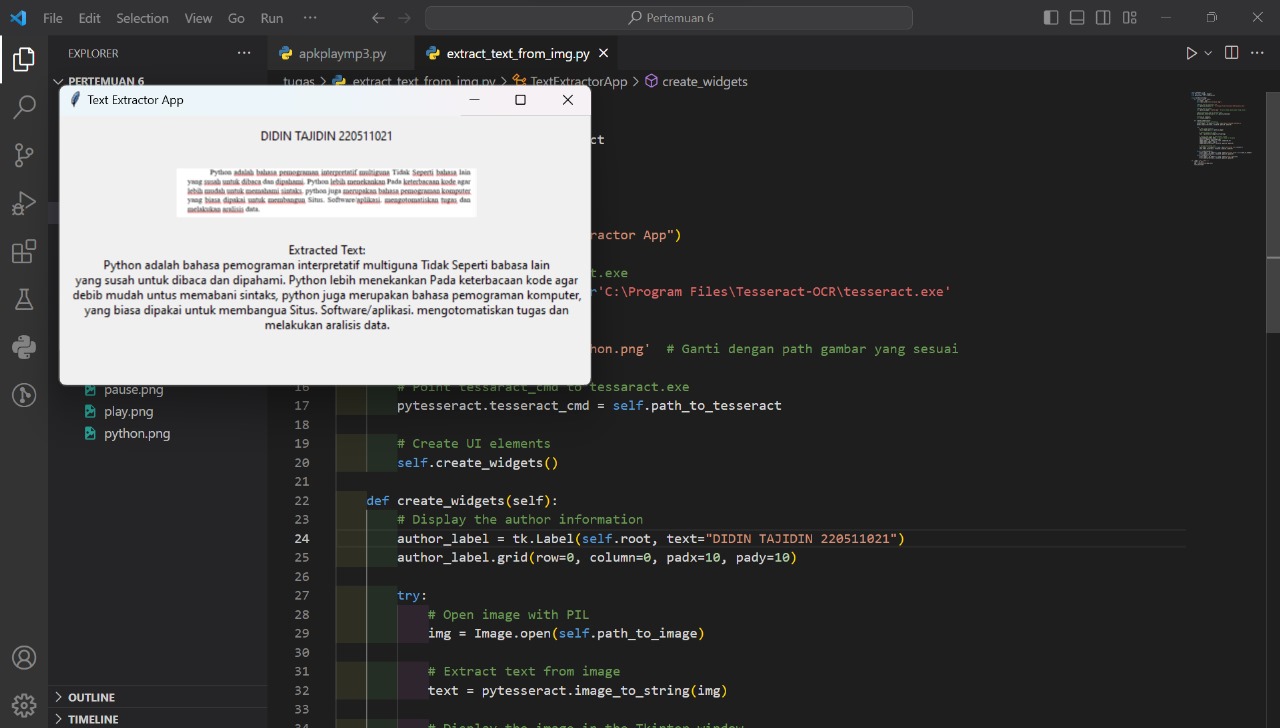 File Edit Selection View Go Run ··· Pertemuan 6
EXPLORER ···
apkplaymp3.py
extract_text_from_img.py
PERTEMUAN 6
tugas > extract_text_from_img.py > TextExtractorApp > create_widgets
Text Extractor App
DIDIN TAJIDIN 220511021
Python adalah bahasa pemograman interpretatif multiguna Tidak Seperti bahasa lain
yang susah untuk dibaca dan dipahami. Python lebih menekankan Pada keterbacaan kode agar
lebih mudah untuk memahami sintaks, python juga merupakan bahasa pemograman komputer
yang biasa dipakai untuk membangun Situs. Software/aplikasi. mengotomatiskan tugas dan
melakukan analisis data.
Extracted Text:
Python adalah bahasa pemograman interpretatif multiguna Tidak Seperti babasa lain
yang susah untuk dibaca dan dipahami. Python lebih menekankan Pada keterbacaan kode agar
debib mudah untus memabani sintaks, python juga merupakan bahasa pemograman komputer,
yang biasa dipakai untuk membangua Situs. Software/aplikasi. mengotomatiskan tugas dan
melakukan aralisis data.
ct
ractor App")
t.exe
r'C:\Program Files\Tesseract-OCR\tesseract.exe'
hon.png' # Ganti dengan path gambar yang sesuai
pause.png
play.png
python.png
16 # Point tessaract_cmd to tessaract.exe
17 pytesseract.tesseract_cmd = self.path_to_tesseract
18
19 # Create UI elements
20 self.create_widgets()
21
22 def create_widgets(self):
23 # Display the author information
24 author_label = tk.Label(self.root, text="DIDIN TAJIDIN 220511021")
25 author_label.grid(row=0, column=0, padx=10, pady=10)
26
27 try:
28 # Open image with PIL
29 img = Image.open(self.path_to_image)
30
31 # Extract text from image
32 text = pytesseract.image_to_string(img)
33
34 # Display the image in the Tkinter window
OUTLINE
TIMELINE